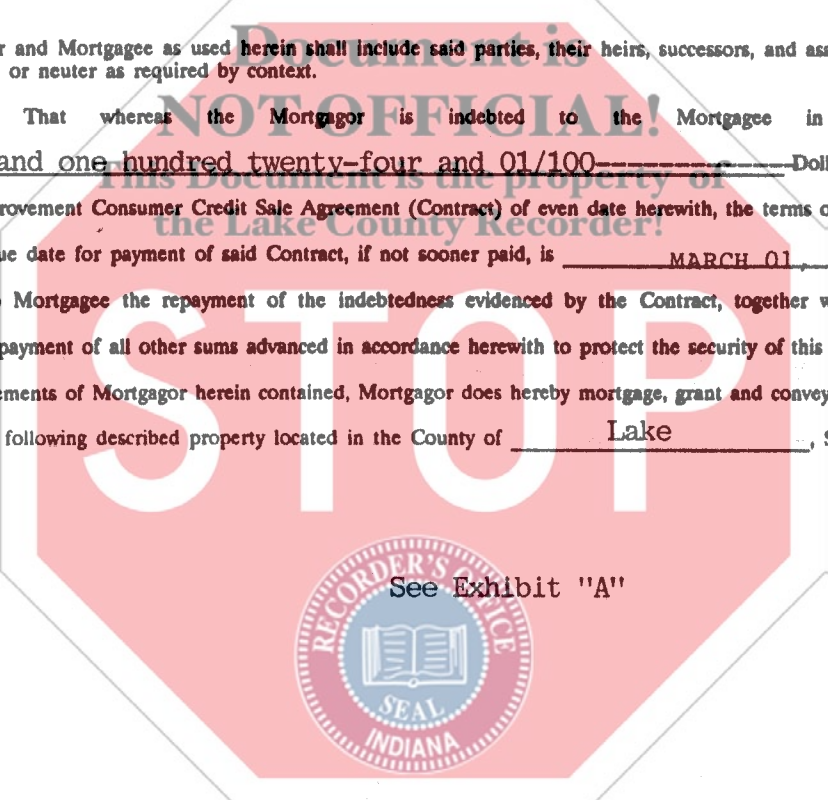 Document is
r and Mortgagee as used herein shall include said parties, their heirs, successors, and ass
or neuter as required by context.
NOT OFFICIAL!
That whereas the Mortgagor is indebted to the Mortgagee in
and one hundred twenty-four and 01/100------------------Doll
This Document is the property of
rovement Consumer Credit Sale Agreement (Contract) of even date herewith, the terms o
the Lake County Recorder!
ue date for payment of said Contract, if not sooner paid, is MARCH 01,
Mortgagee the repayment of the indebtedness evidenced by the Contract, together w
payment of all other sums advanced in accordance herewith to protect the security of this
ements of Mortgagor herein contained, Mortgagor does hereby mortgage, grant and convey
following described property located in the County of Lake, S
STOP
See Exhibit "A"
RECORDER'S OFFICE
SEAL
INDIANA